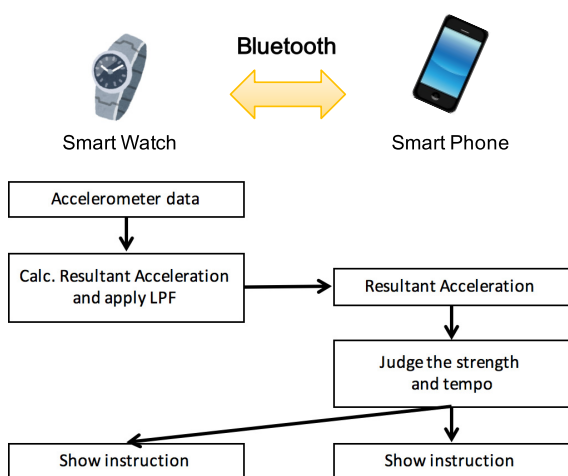 Bluetooth
Smart Watch
Smart Phone
Accelerometer data
Calc. Resultant Acceleration
and apply LPF
Resultant Acceleration
Judge the strength
and tempo
Show instruction
Show instruction